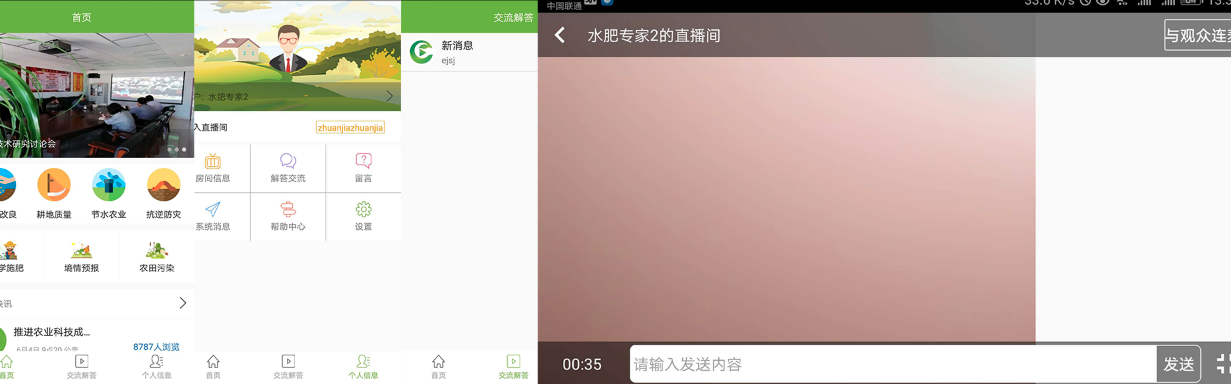 首页
技术研究讨论会
改良
耕地质量
节水农业
抗逆防灾
学施肥
墒情预报
农田污染
快讯
推进农业科技成...
6月4日 9点20 公告
8787人浏览
首页
交流解答
个人信息
户: 水肥专家2
入直播间
zhuanjiazhuanjia
房间信息
解答交流
留言
系统消息
帮助中心
设置
首页
交流解答
个人信息
交流解答
新消息
ejsj
首页
交流解答
中国联通
33.0 K/s
水肥专家2的直播间
与观众连
00:35
请输入发送内容
发送